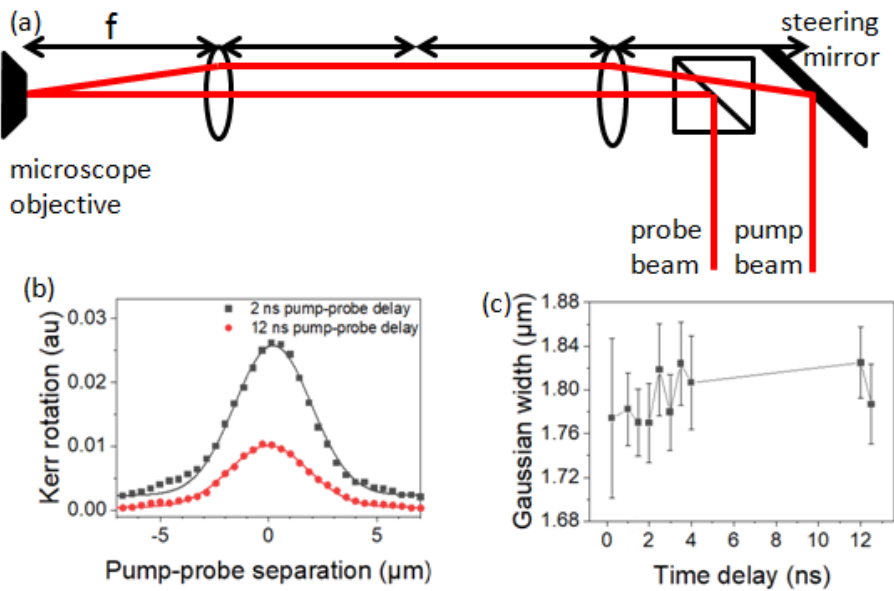 (a)
f
steering
mirror
microscope
objective
probe
beam
pump
beam
(b)
2 ns pump-probe delay
12 ns pump-probe delay
Kerr rotation (au)
0.03
0.02
0.01
0.00
-5
0
5
Pump-probe separation (µm)
(c)
Gaussian width (µm)
1.88
1.84
1.80
1.76
1.72
1.68
0
2
4
6
8
10
12
Time delay (ns)